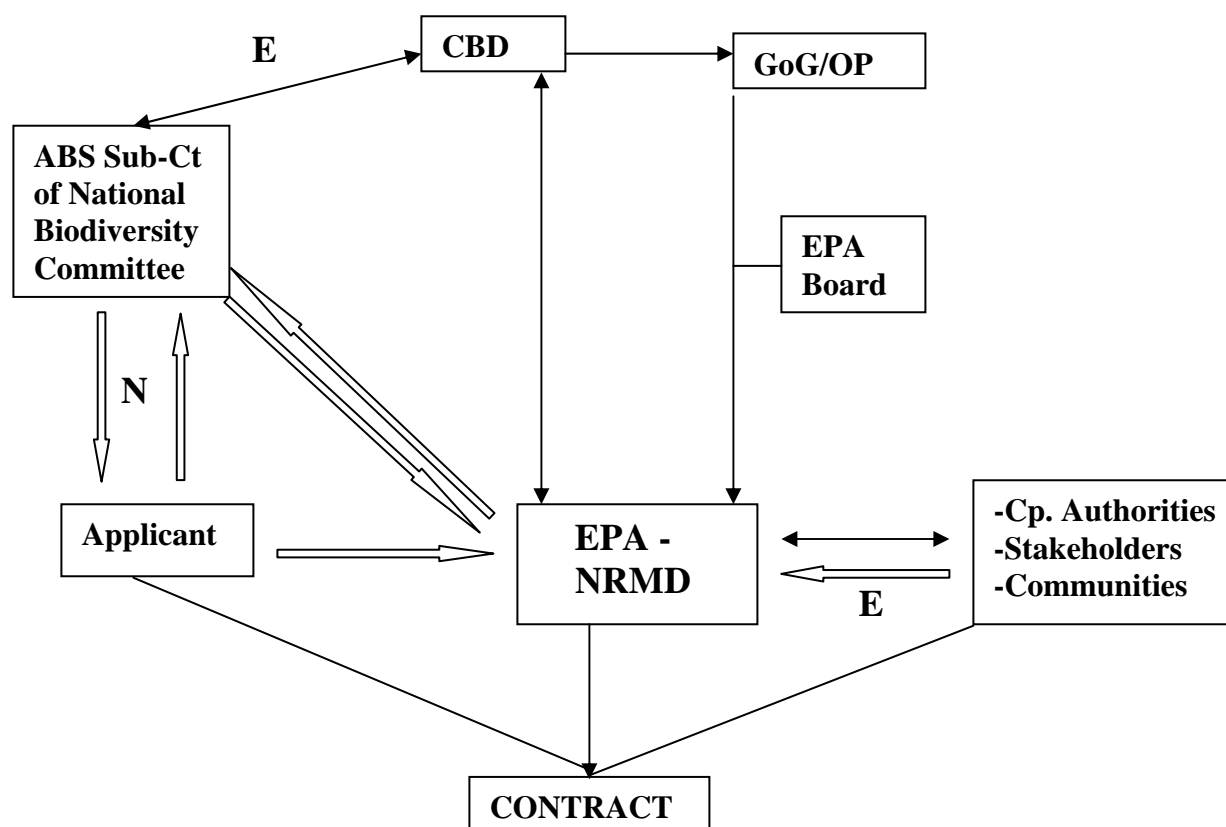 E
CBD
GoG/OP
ABS Sub-Ct
of National
Biodiversity
Committee
EPA
Board
N
Applicant
EPA -
NRMD
-Cp. Authorities
-Stakeholders
-Communities
E
CONTRACT